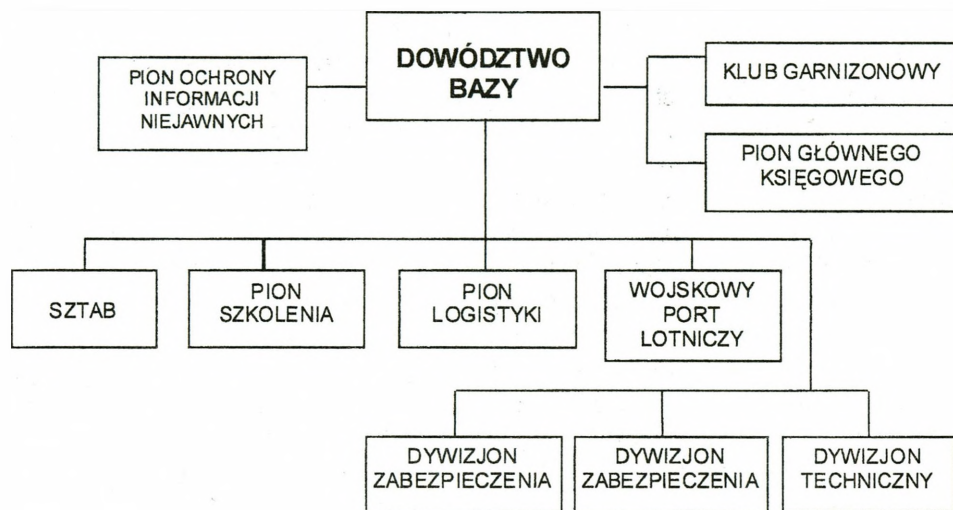 DOWÓDZTWO
BAZY
PION OCHRONY
INFORMACJI
NIEJAWNYCH
KLUB GARNIZONOWY
PION GŁÓWNEGO
KSIĘGOWEGO
SZTAB
PION
SZKOLENIA
PION
LOGISTYKI
WOJSKOWY
PORT
LOTNICZY
DYWIZJON
ZABEZPIECZENIA
DYWIZJON
ZABEZPIECZENIA
DYWIZJON
TECHNICZNY